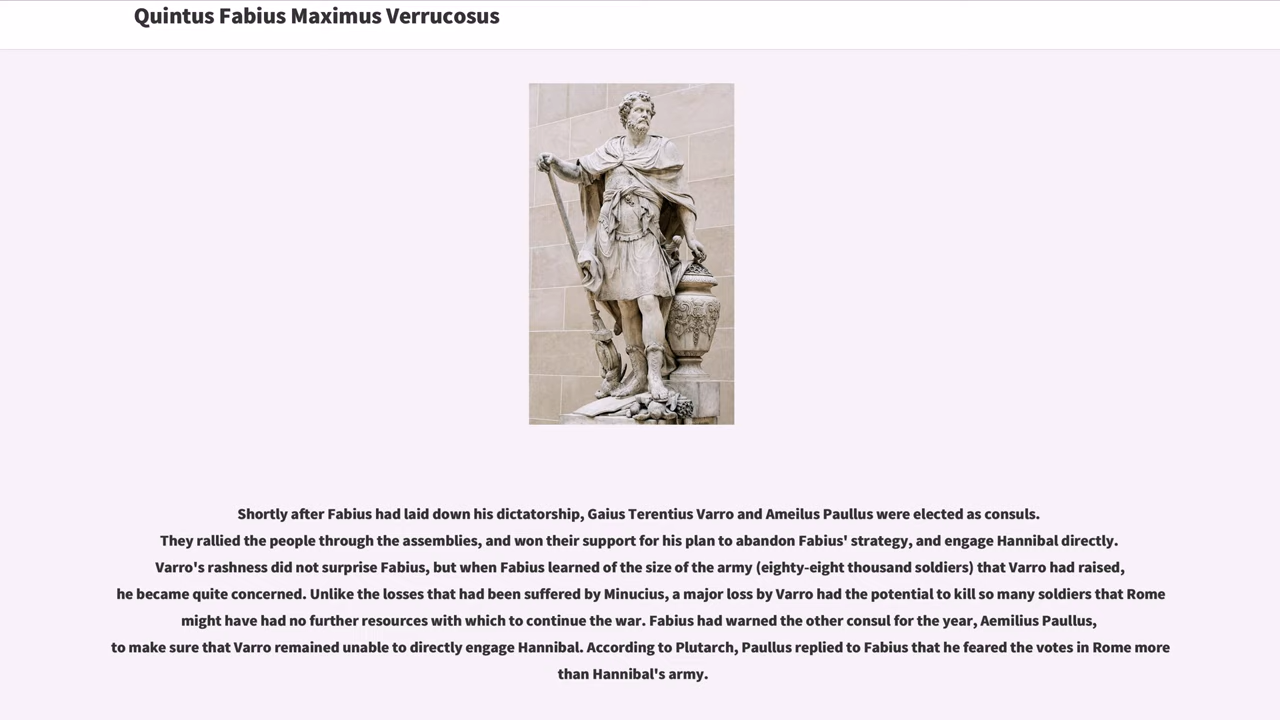 Quintus Fabius Maximus Verrucosus
Shortly after Fabius had laid down his dictatorship, Gaius Terentius Varro and Ameilus Paullus were elected as consuls.
They rallied the people through the assemblies, and won their support for his plan to abandon Fabius' strategy, and engage Hannibal directly.
Varro's rashness did not surprise Fabius, but when Fabius learned of the size of the army (eighty-eight thousand soldiers) that Varro had raised,
he became quite concerned. Unlike the losses that had been suffered by Minucius, a major loss by Varro had the potential to kill so many soldiers that Rome
might have had no further resources with which to continue the war. Fabius had warned the other consul for the year, Aemilius Paullus,
to make sure that Varro remained unable to directly engage Hannibal. According to Plutarch, Paullus replied to Fabius that he feared the votes in Rome more
than Hannibal's army.